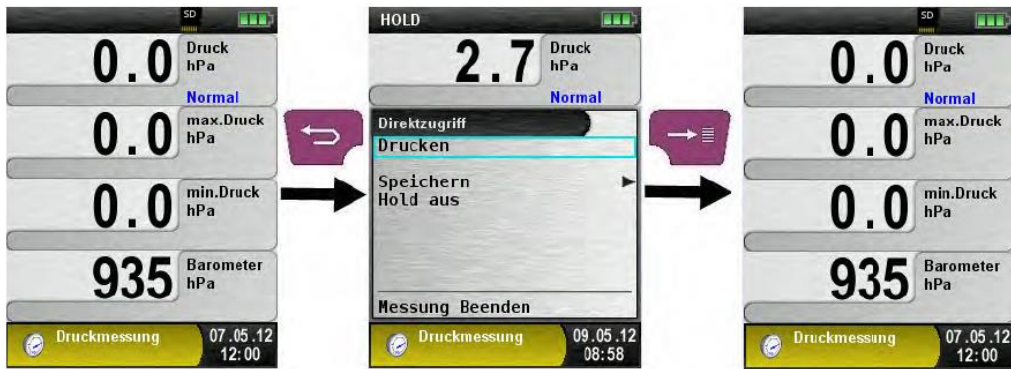 SD
0.0 Druck
hPa
Normal
0.0 max.Druck
hPa
0.0 min.Druck
hPa
935 Barometer
hPa
Druckmessung 07.05.12
12:00
HOLD
2.7 Druck
hPa
Normal
Direktzugriff
Drucken
Speichern
Hold aus
Messung Beenden
Druckmessung 09.05.12
08:58
SD
0.0 Druck
hPa
Normal
0.0 max.Druck
hPa
0.0 min.Druck
hPa
935 Barometer
hPa
Druckmessung 07.05.12
12:00